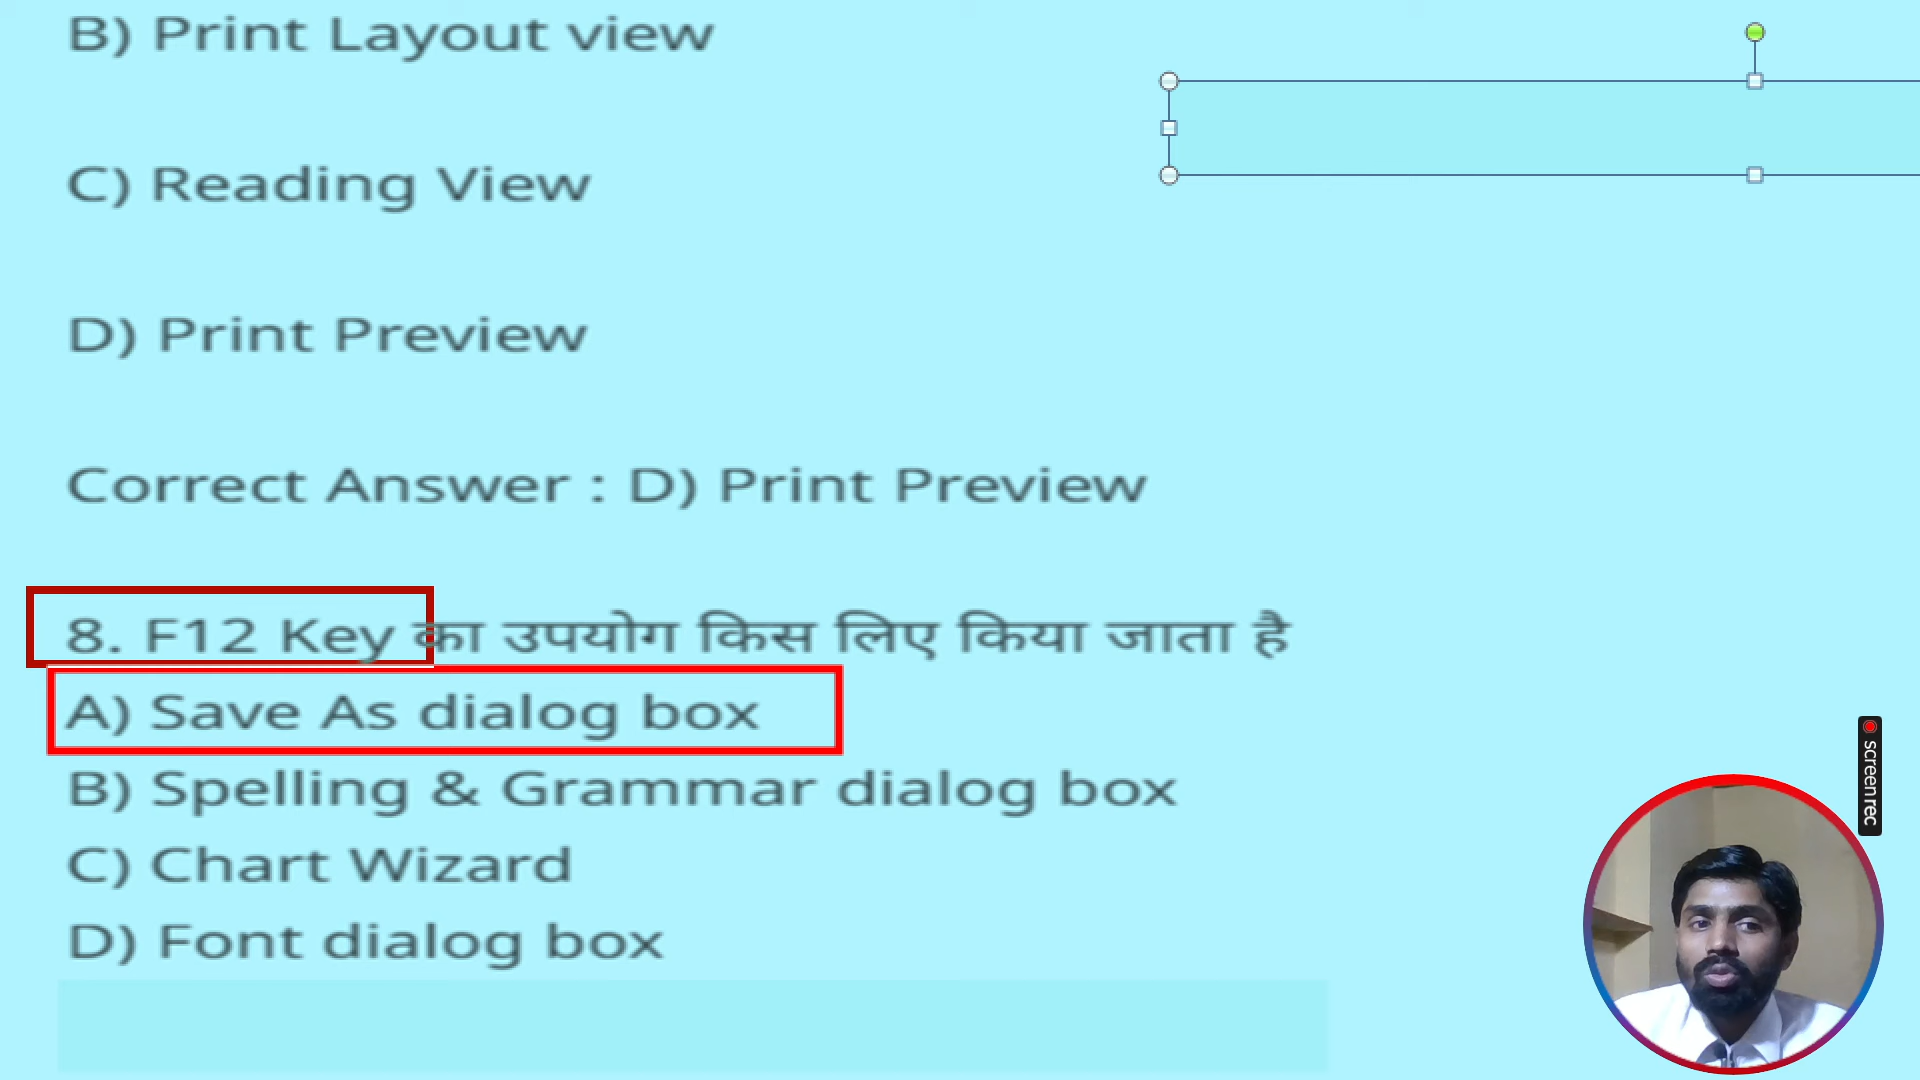 B) Print Layout view
C) Reading View
D) Print Preview
Correct Answer : D) Print Preview
8. F12 Key का उपयोग किस लिए किया जाता है
A) Save As dialog box
B) Spelling & Grammar dialog box
C) Chart Wizard
D) Font dialog box
screenrec